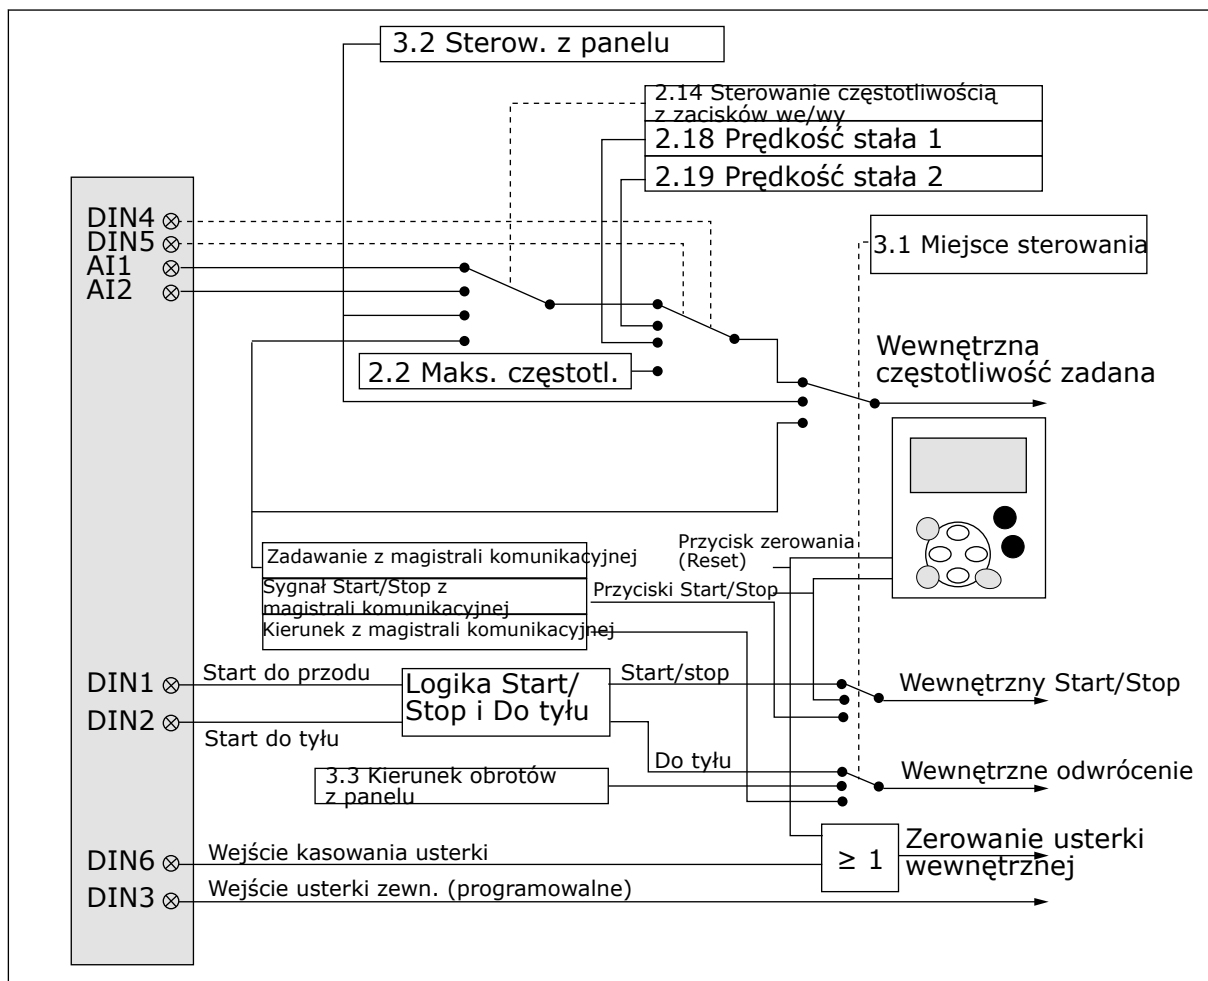 3.2 Sterow. z panelu
2.14 Sterowanie częstotliwością
z zacisków we/wy
2.18 Prędkość stała 1
2.19 Prędkość stała 2
DIN4
DIN5
AI1
AI2
3.1 Miejsce sterowania
2.2 Maks. częstotl.
Wewnętrzna
częstotliwość zadana
Zadawanie z magistrali komunikacyjnej
Sygnał Start/Stop z
magistrali komunikacyjnej
Kierunek z magistrali komunikacyjnej
Przycisk zerowania
(Reset)
Przyciski Start/Stop
DIN1
Start do przodu
Logika Start/
Stop i Do tyłu
Start/stop
Wewnętrzny Start/Stop
DIN2
Start do tyłu
Do tyłu
3.3 Kierunek obrotów
z panelu
Wewnętrzne odwrócenie
DIN6
Wejście kasowania usterki
≥ 1
Zerowanie usterki
wewnętrznej
DIN3
Wejście usterki zewn. (programowalne)